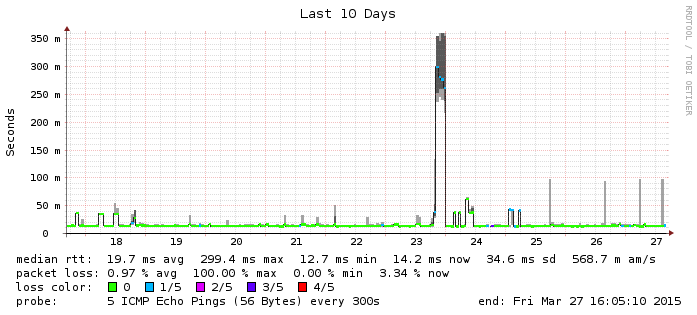 Last 10 Days
RRDTOOL / TOBI OETIKER
Seconds
350 m
300 m
250 m
200 m
150 m
100 m
50 m
0
18 19 20 21 22 23 24 25 26 27
median rtt: 19.7 ms avg 299.4 ms max 12.7 ms min 14.2 ms now 34.6 ms sd 568.7 m am/s
packet loss: 0.97 % avg 100.00 % max 0.00 % min 3.34 % now
loss color: 0 1/5 2/5 3/5 4/5
probe: 5 ICMP Echo Pings (56 Bytes) every 300s end: Fri Mar 27 16:05:10 2015